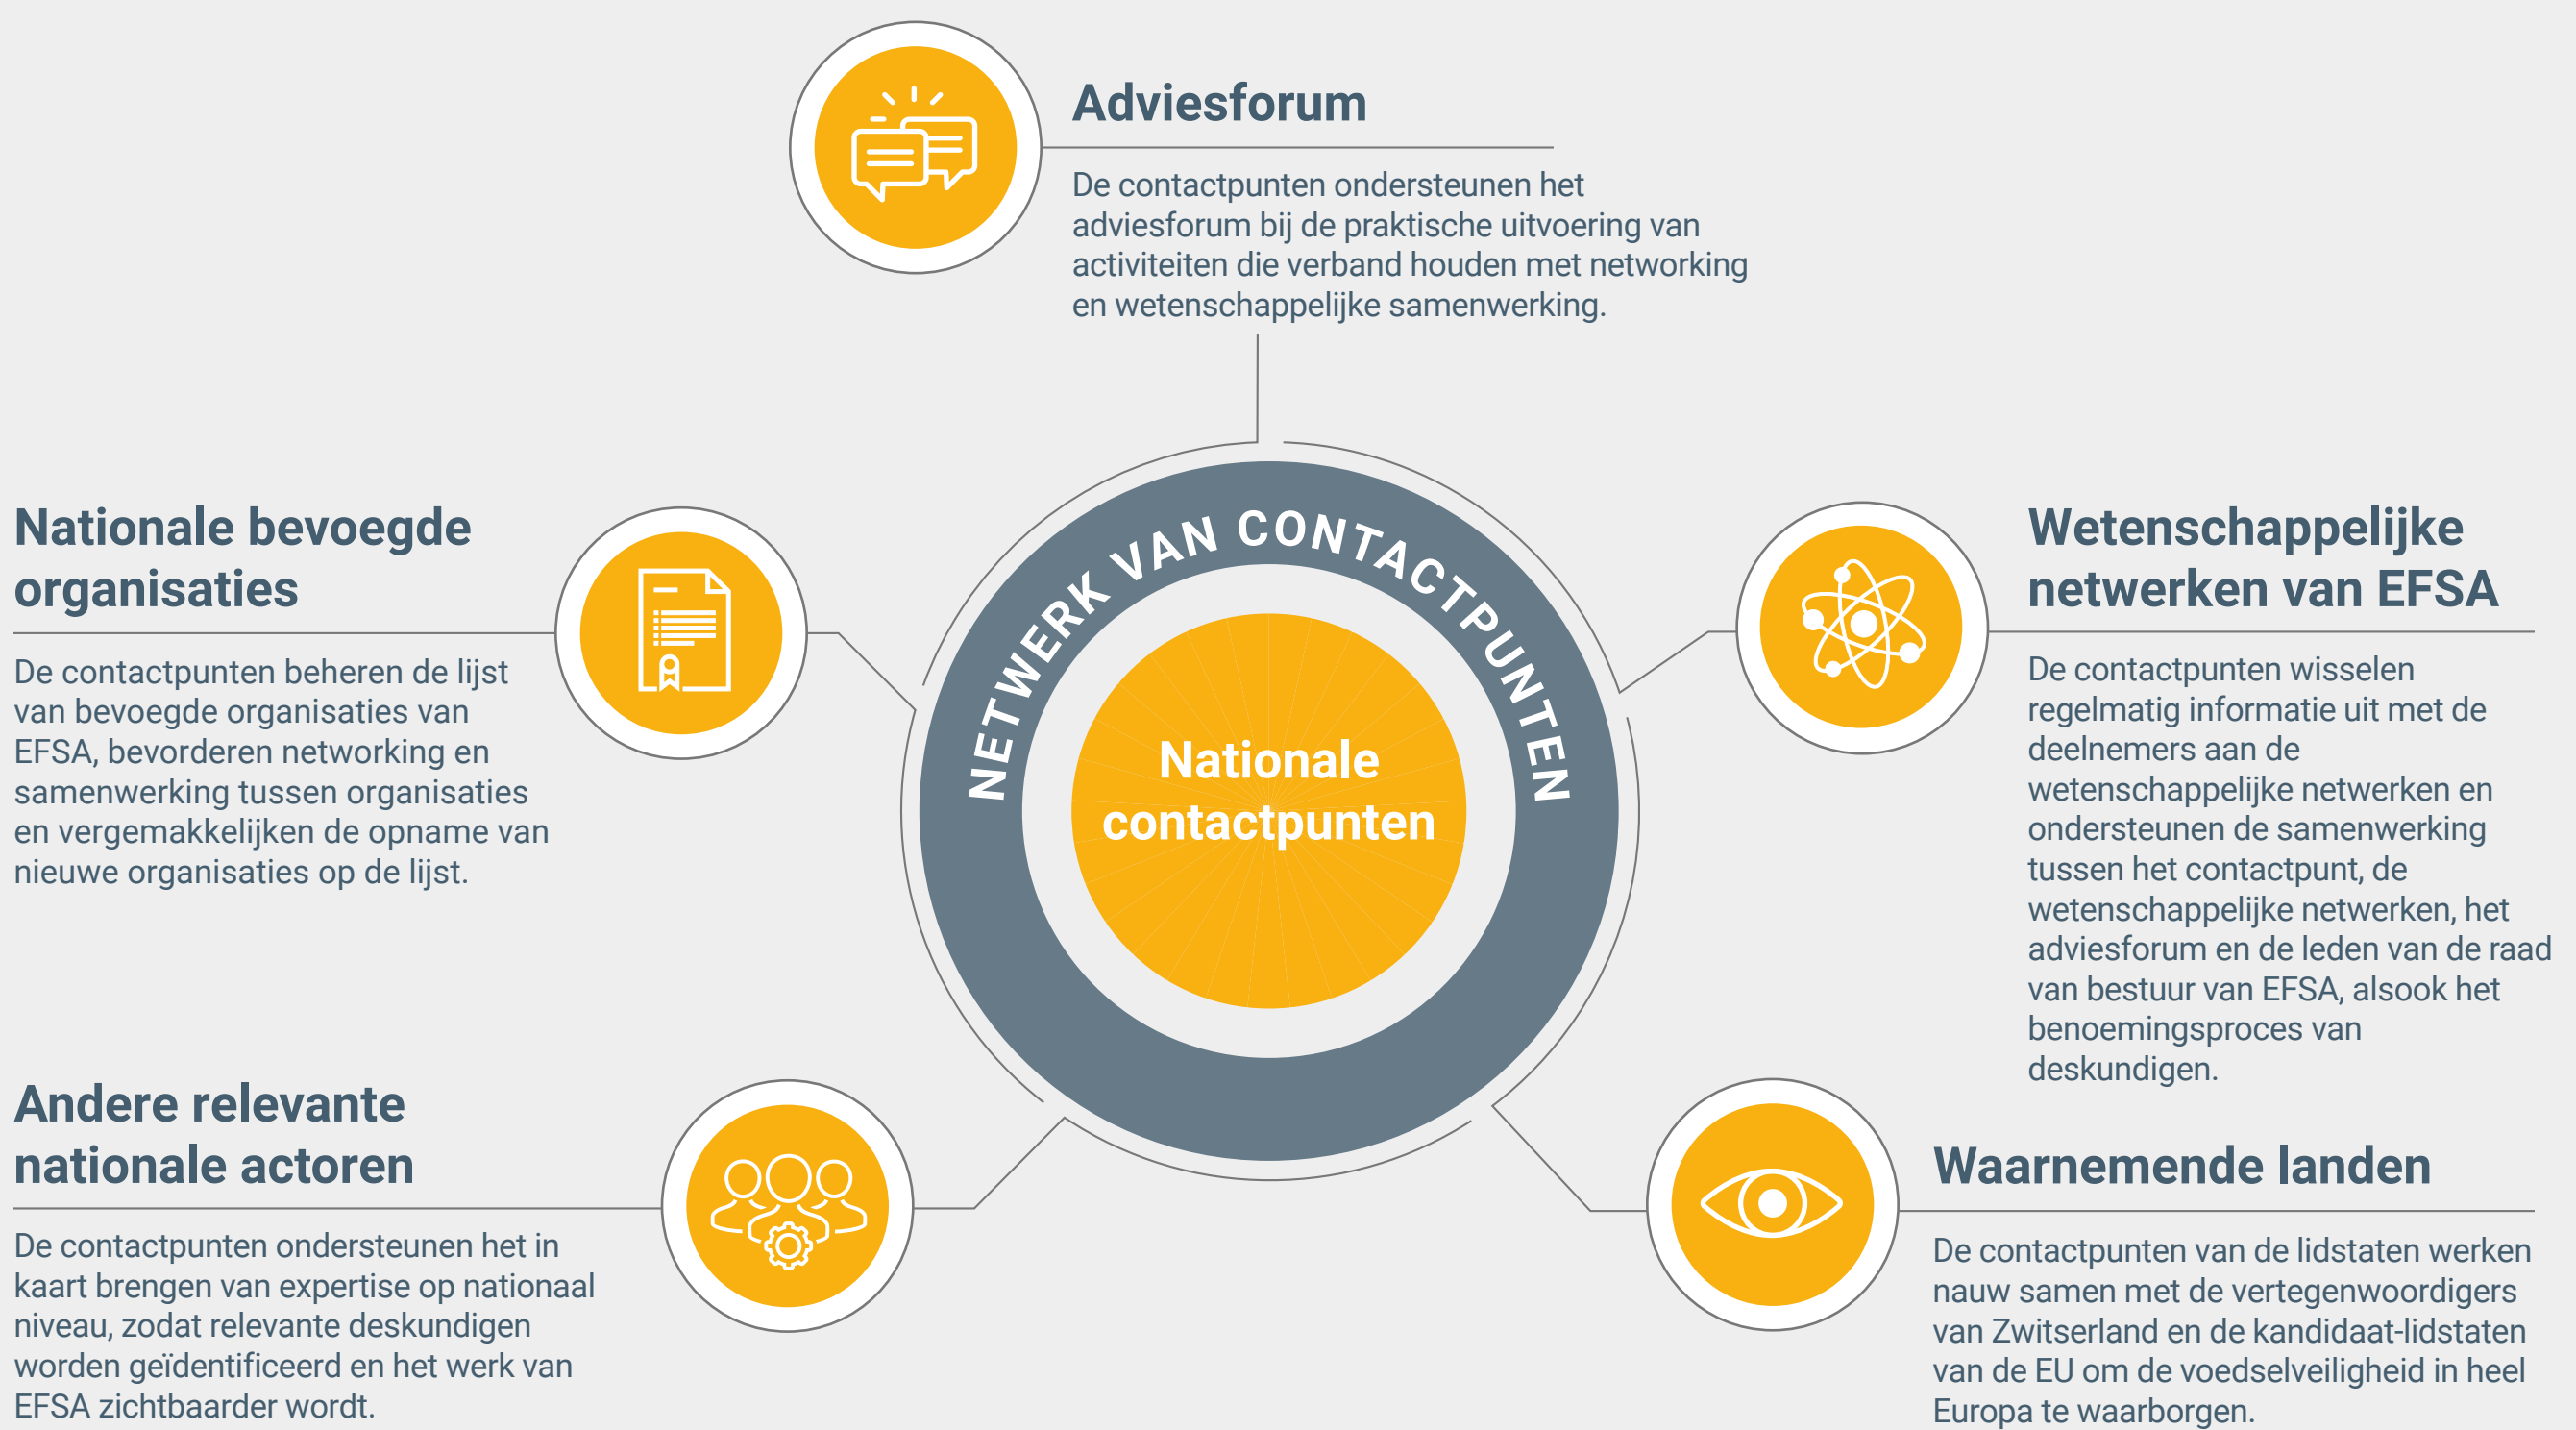 Adviesforum
De contactpunten ondersteunen het
adviesforum bij de praktische uitvoering van
activiteiten die verband houden met networking
en wetenschappelijke samenwerking.
Nationale bevoegde
organisaties
De contactpunten beheren de lijst
van bevoegde organisaties van
EFSA, bevorderen networking en
samenwerking tussen organisaties
en vergemakkelijken de opname van
nieuwe organisaties op de lijst.
NETWERK VAN CONTACTPUNTEN
Nationale
contactpunten
Wetenschappelijke
netwerken van EFSA
De contactpunten wisselen
regelmatig informatie uit met de
deelnemers aan de
wetenschappelijke netwerken en
ondersteunen de samenwerking
tussen het contactpunt, de
wetenschappelijke netwerken, het
adviesforum en de leden van de raad
van bestuur van EFSA, alsook het
benoemingsproces van
deskundigen.
Andere relevante
nationale actoren
De contactpunten ondersteunen het in
kaart brengen van expertise op nationaal
niveau, zodat relevante deskundigen
worden geïdentificeerd en het werk van
EFSA zichtbaarder wordt.
Waarnemende landen
De contactpunten van de lidstaten werken
nauw samen met de vertegenwoordigers
van Zwitserland en de kandidaat-lidstaten
van de EU om de voedselveiligheid in heel
Europa te waarborgen.